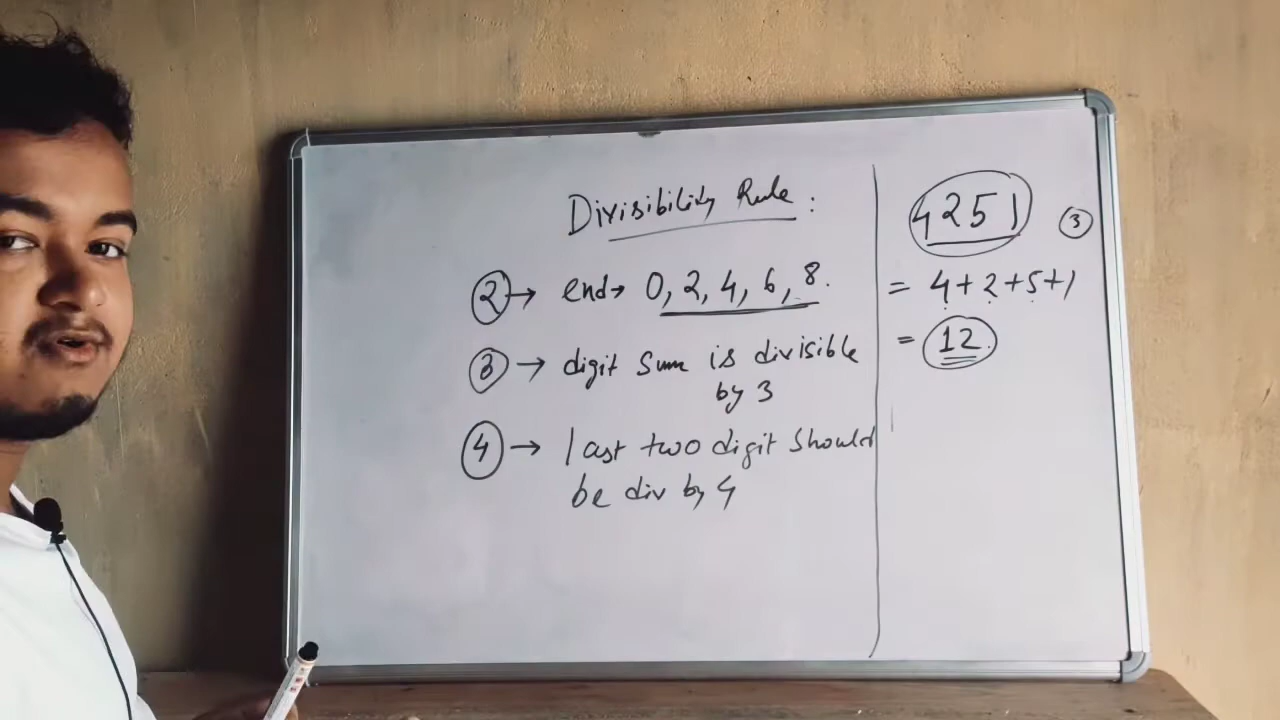 Divisibility Rule :
② → end → 0, 2, 4, 6, 8.
③ → digit sum is divisible
by 3
④ → last two digit should
be div by 4
4251 ③
= 4+2+5+1
= 12